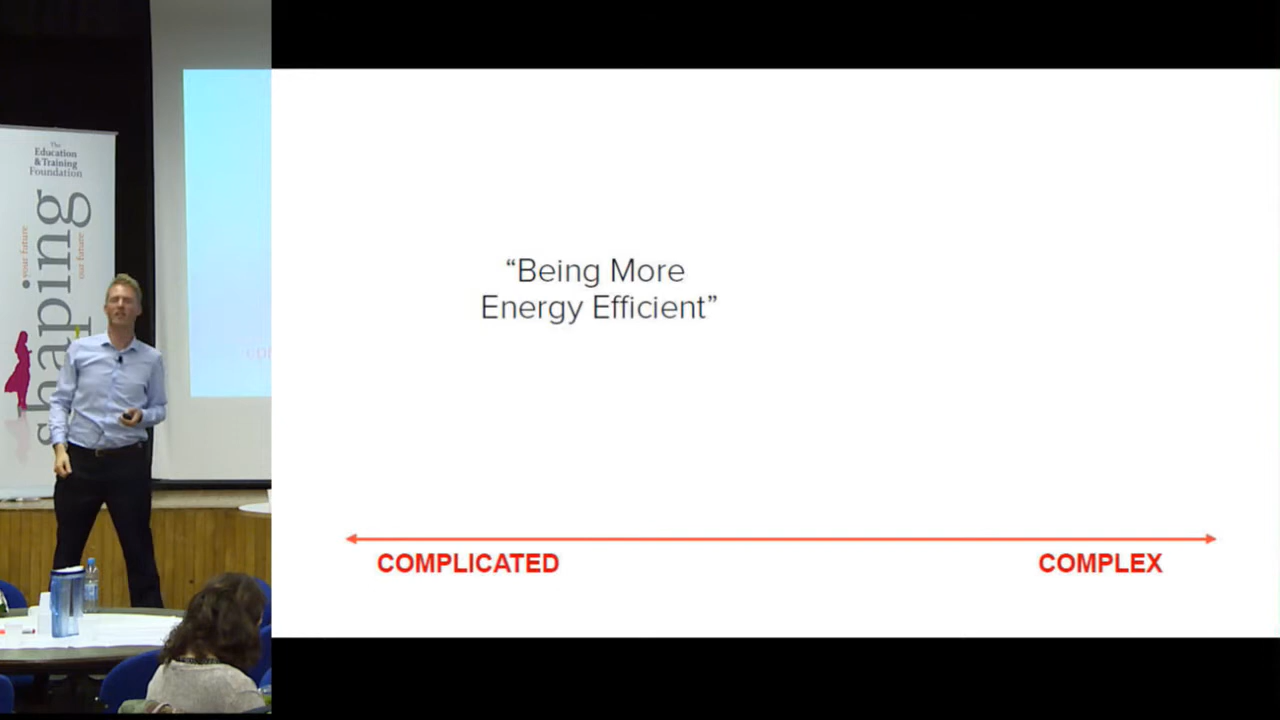 The
Education
& Training
Foundation
shaping
your future
our future
“Being More
Energy Efficient”
COMPLICATED
COMPLEX